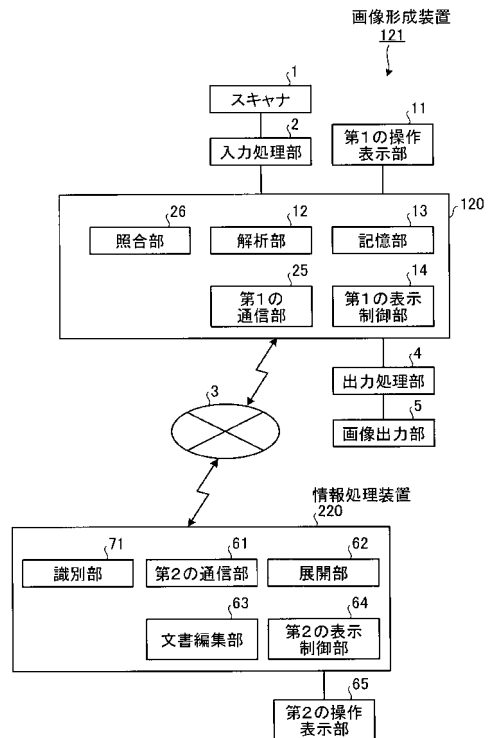 画像形成装置
121
1
スキャナ
2
入力処理部
11
第1の操作
表示部
120
26
照合部
12
解析部
13
記憶部
25
第1の
通信部
14
第1の表示
制御部
4
出力処理部
5
画像出力部
3
情報処理装置
220
71
識別部
61
第2の通信部
62
展開部
63
文書編集部
64
第2の表示
制御部
65
第2の操作
表示部